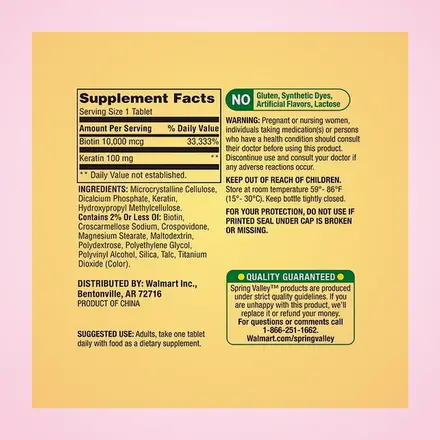 Supplement Facts
Serving Size 1 Tablet
Amount Per Serving % Daily Value
Biotin 10,000 mcg 33,333%
Keratin 100 mg **
** Daily Value not established.
INGREDIENTS: Microcrystalline Cellulose,
Dicalcium Phosphate, Keratin,
Hydroxypropyl Methylcellulose.
Contains 2% Or Less Of: Biotin,
Croscarmellose Sodium, Crospovidone,
Magnesium Stearate, Maltodextrin,
Polydextrose, Polyethylene Glycol,
Polyvinyl Alcohol, Silica, Talc, Titanium
Dioxide (Color).
DISTRIBUTED BY: Walmart Inc.,
Bentonville, AR 72716
PRODUCT OF CHINA
SUGGESTED USE: Adults, take one tablet
daily with food as a dietary supplement.
NO Gluten, Synthetic Dyes,
Artificial Flavors, Lactose
WARNING: Pregnant or nursing women,
individuals taking medication(s) or persons
who have a health condition should consult
their doctor before using this product.
Discontinue use and consult your doctor if
any adverse reactions occur.
KEEP OUT OF REACH OF CHILDREN.
Store at room temperature 59°- 86°F
(15°- 30°C). Keep bottle tightly closed.
FOR YOUR PROTECTION, DO NOT USE IF
PRINTED SEAL UNDER CAP IS BROKEN
OR MISSING.
QUALITY GUARANTEED
Spring Valley™ products are produced
under strict quality guidelines. If you
are unhappy with this product, we'll
replace it or refund your money.
For questions or comments call
1-866-251-1662.
Walmart.com/springvalley